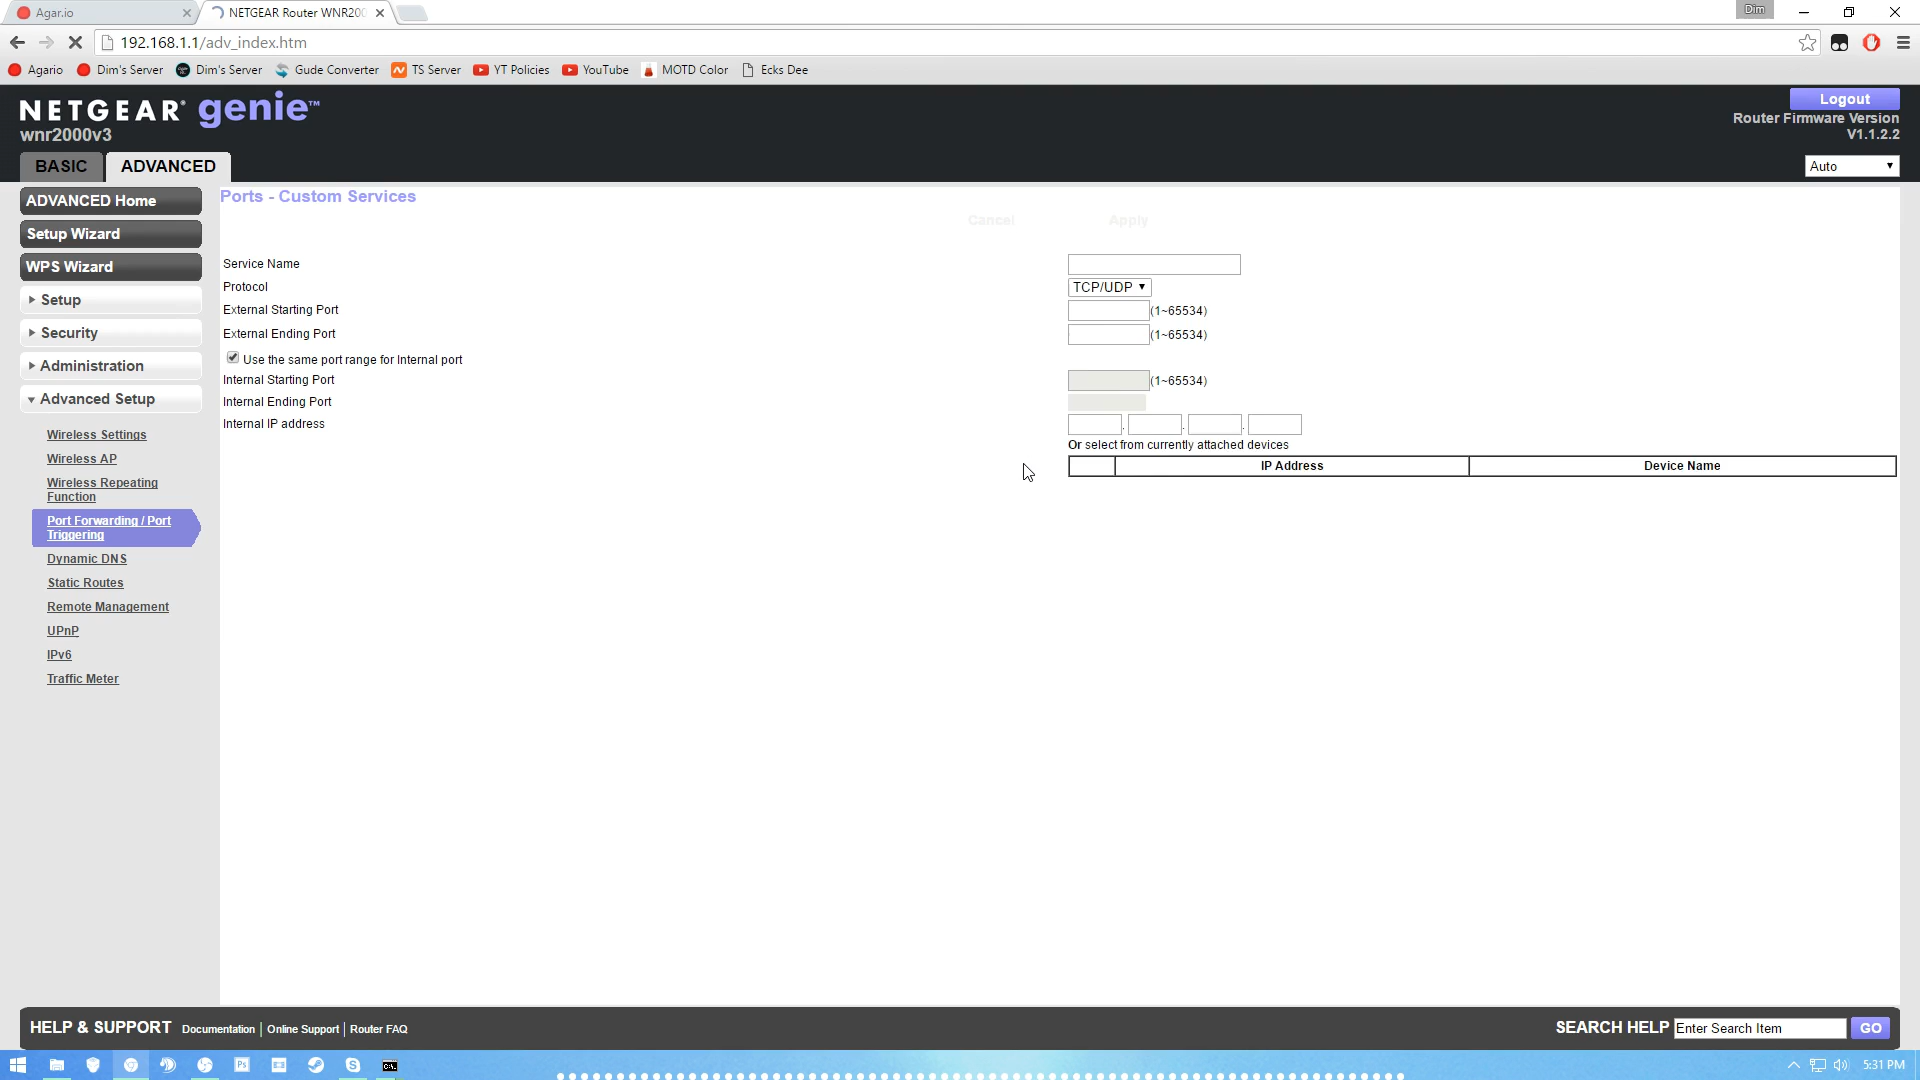 Agar.io
NETGEAR Router WNR200
Dim
192.168.1.1/adv_index.htm
Agario
Dim's Server
Dim's Server
Gude Converter
TS Server
YT Policies
YouTube
MOTD Color
Ecks Dee
NETGEAR® genie™
wnr2000v3
Logout
Router Firmware Version
V1.1.2.2
BASIC
ADVANCED
Auto
ADVANCED Home
Setup Wizard
WPS Wizard
Setup
Security
Administration
Advanced Setup
Wireless Settings
Wireless AP
Wireless Repeating
Function
Port Forwarding / Port
Triggering
Dynamic DNS
Static Routes
Remote Management
UPnP
IPv6
Traffic Meter
Ports - Custom Services
Cancel
Apply
Service Name
Protocol
TCP/UDP
External Starting Port
(1~65534)
External Ending Port
(1~65534)
Use the same port range for Internal port
Internal Starting Port
(1~65534)
Internal Ending Port
Internal IP address
. . .
Or select from currently attached devices
IP Address
Device Name
HELP & SUPPORT
Documentation | Online Support | Router FAQ
SEARCH HELP
Enter Search Item
GO
Ps
C:\.
5:31 PM